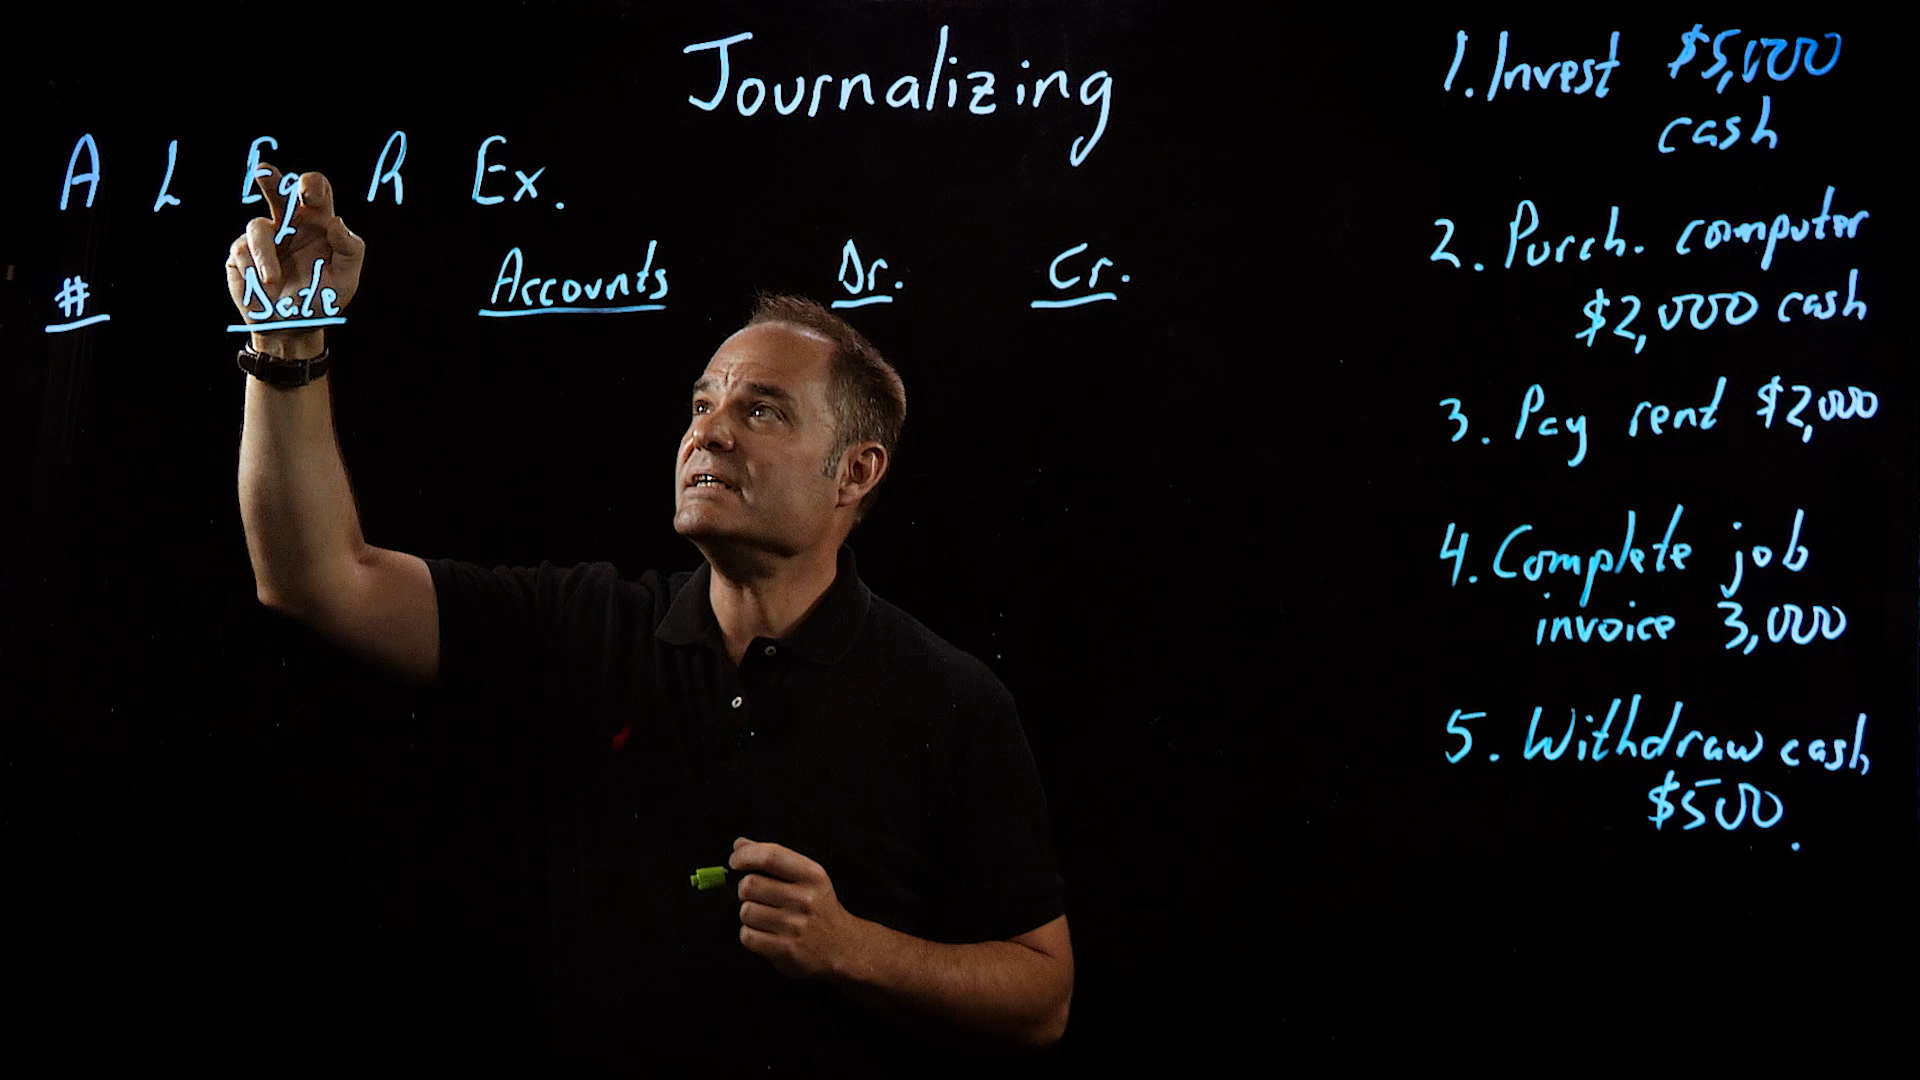 Journalizing
A L Eq R Ex.
# Date Accounts Dr. Cr.
1. Invest $5,000
cash
2. Purch. computer
$2,000 cash
3. Pay rent $2,000
4. Complete job
invoice 3,000
5. Withdraw cash
$500.